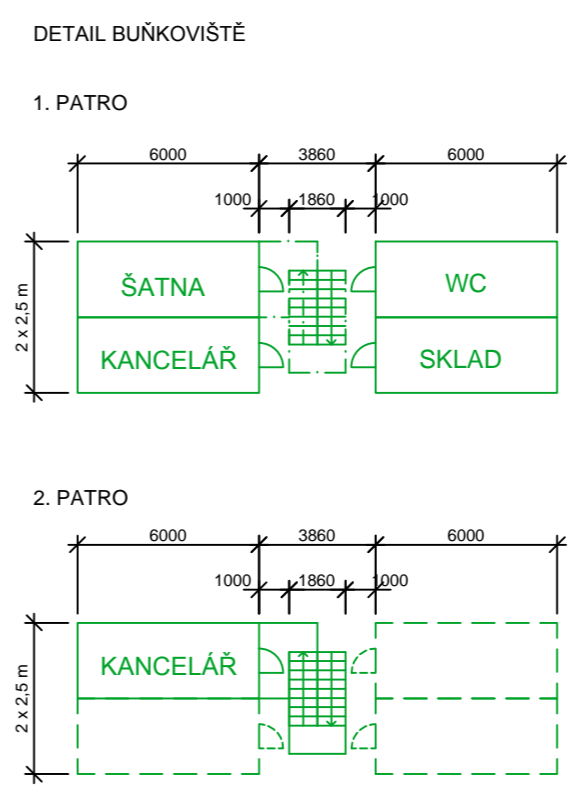 DETAIL BUŇKOVIŠTĚ
1. PATRO
6000 3860 6000
1000 1860 1000
2 x 2,5 m
ŠATNA WC
KANCELÁŘ SKLAD
2. PATRO
6000 3860 6000
1000 1860 1000
2 x 2,5 m
KANCELÁŘ